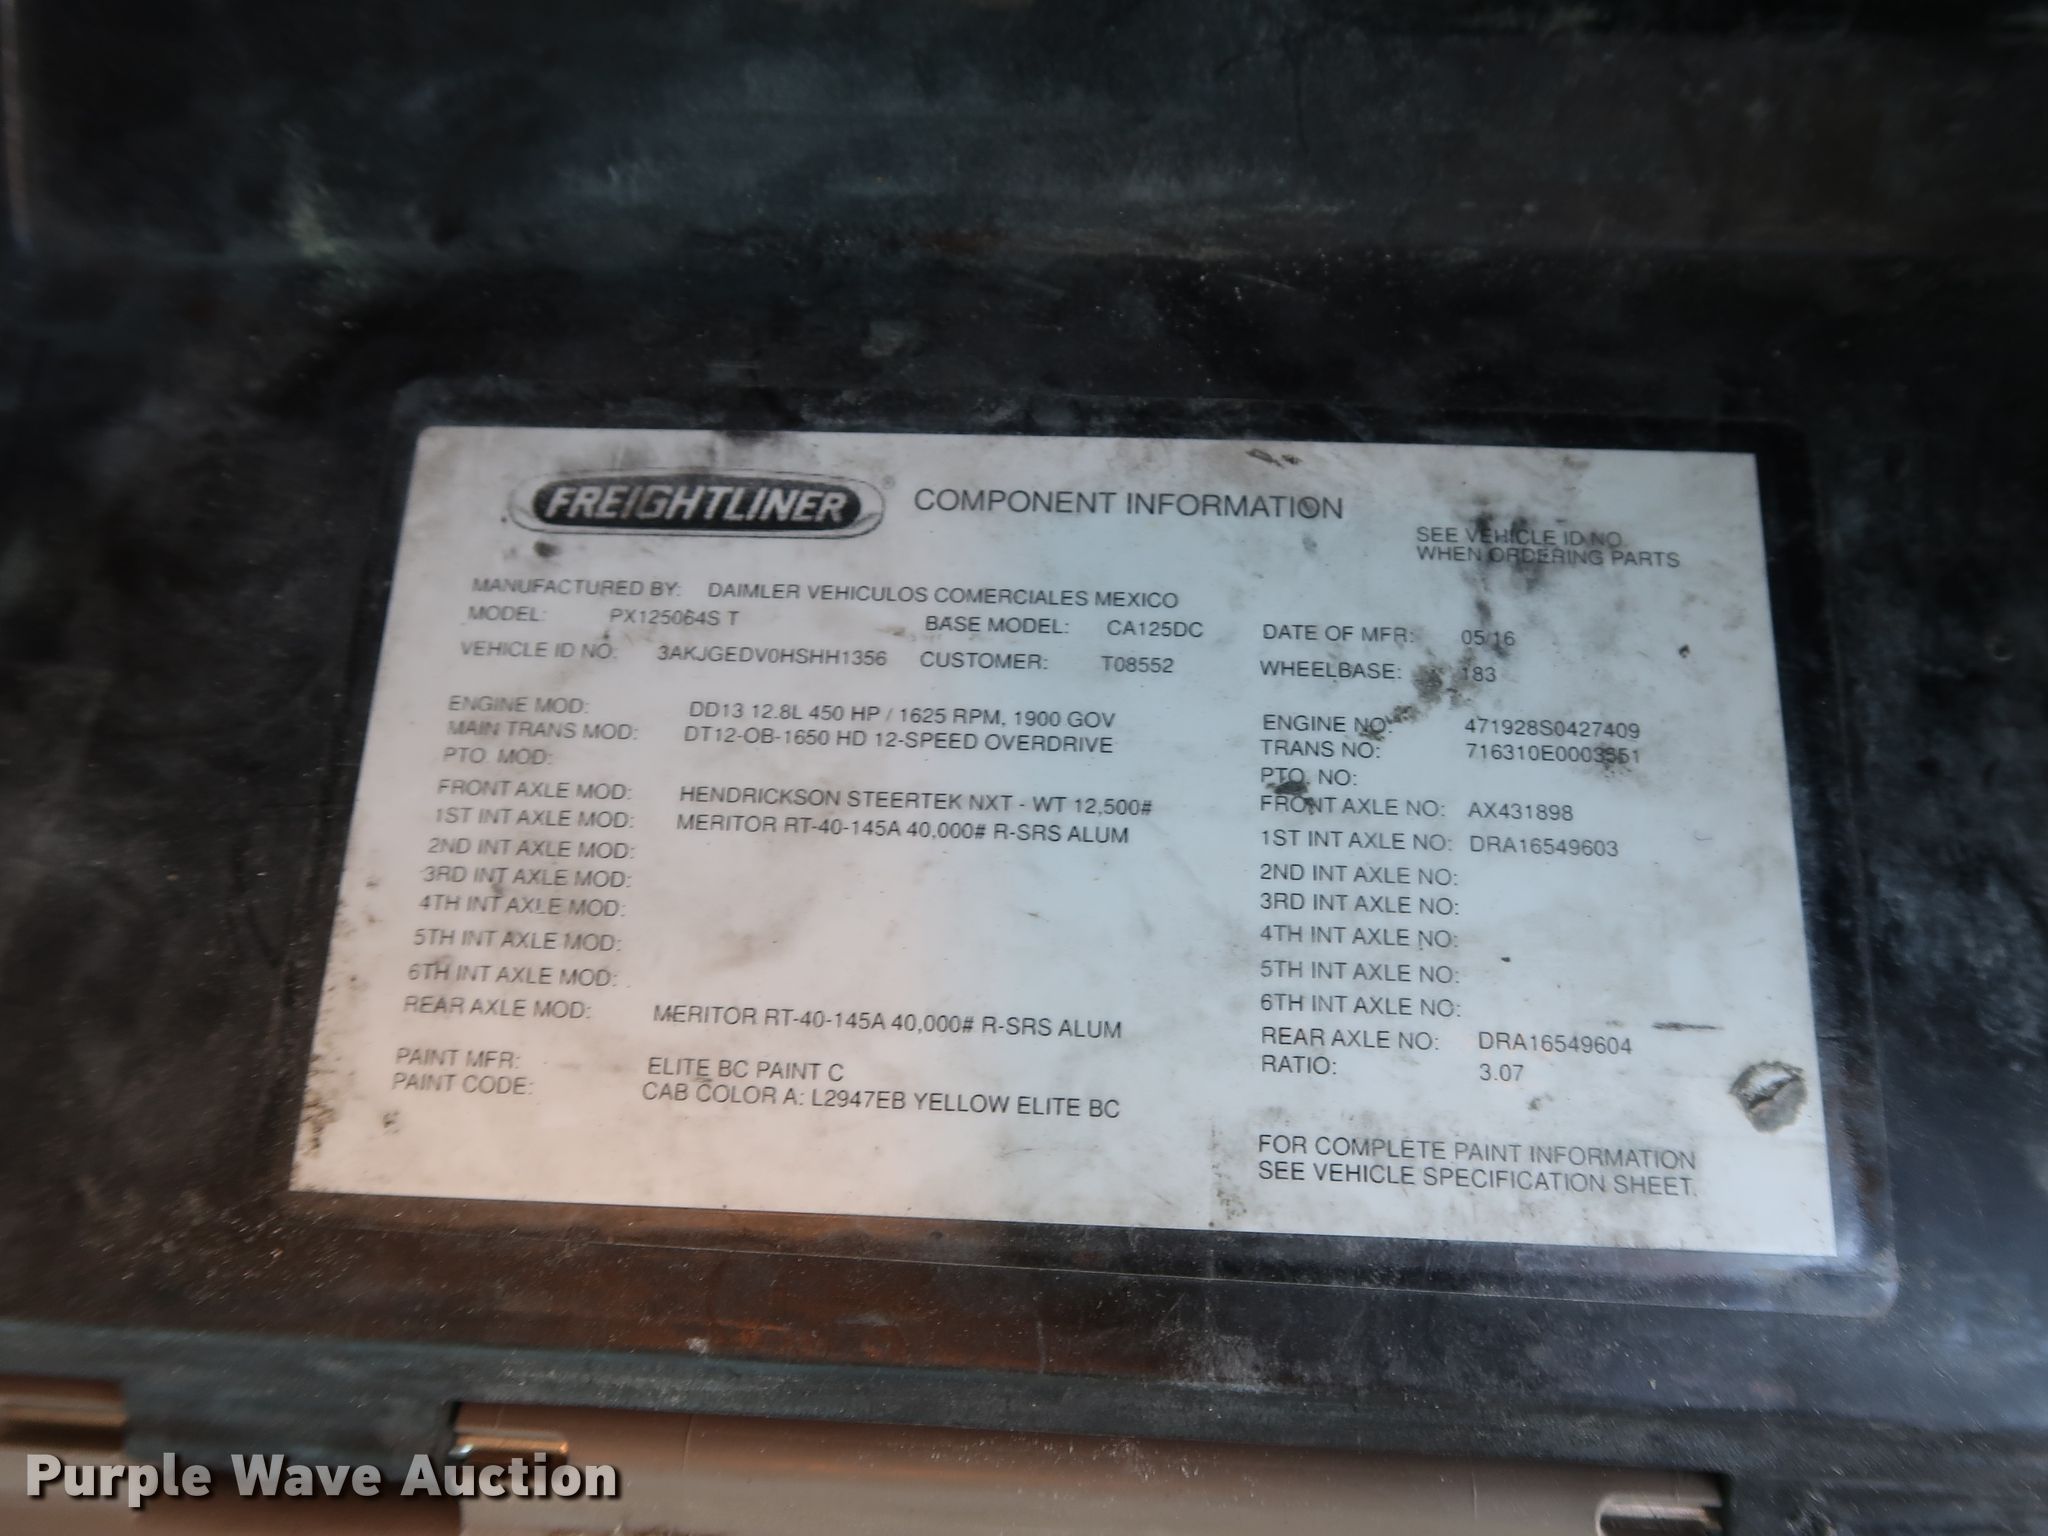 FREIGHTLINER ® COMPONENT INFORMATION
SEE VEHICLE ID NO.
WHEN ORDERING PARTS
MANUFACTURED BY: DAIMLER VEHICULOS COMERCIALES MEXICO
MODEL: PX125064S T BASE MODEL: CA125DC DATE OF MFR: 05/16
VEHICLE ID NO: 3AKJGEDV0HSHH1356 CUSTOMER: T08552 WHEELBASE: 183
ENGINE MOD: DD13 12.8L 450 HP / 1625 RPM, 1900 GOV ENGINE NO: 471928S0427409
MAIN TRANS MOD: DT12-OB-1650 HD 12-SPEED OVERDRIVE TRANS NO: 716310E0003351
PTO. MOD: PTO. NO:
FRONT AXLE MOD: HENDRICKSON STEERTEK NXT - WT 12,500# FRONT AXLE NO: AX431898
1ST INT AXLE MOD: MERITOR RT-40-145A 40,000# R-SRS ALUM 1ST INT AXLE NO: DRA16549603
2ND INT AXLE MOD: 2ND INT AXLE NO:
3RD INT AXLE MOD: 3RD INT AXLE NO:
4TH INT AXLE MOD: 4TH INT AXLE NO:
5TH INT AXLE MOD: 5TH INT AXLE NO:
6TH INT AXLE MOD: 6TH INT AXLE NO:
REAR AXLE MOD: MERITOR RT-40-145A 40,000# R-SRS ALUM REAR AXLE NO: DRA16549604
RATIO: 3.07
PAINT MFR: ELITE BC PAINT C
PAINT CODE: CAB COLOR A: L2947EB YELLOW ELITE BC
FOR COMPLETE PAINT INFORMATION
SEE VEHICLE SPECIFICATION SHEET.
Purple Wave Auction